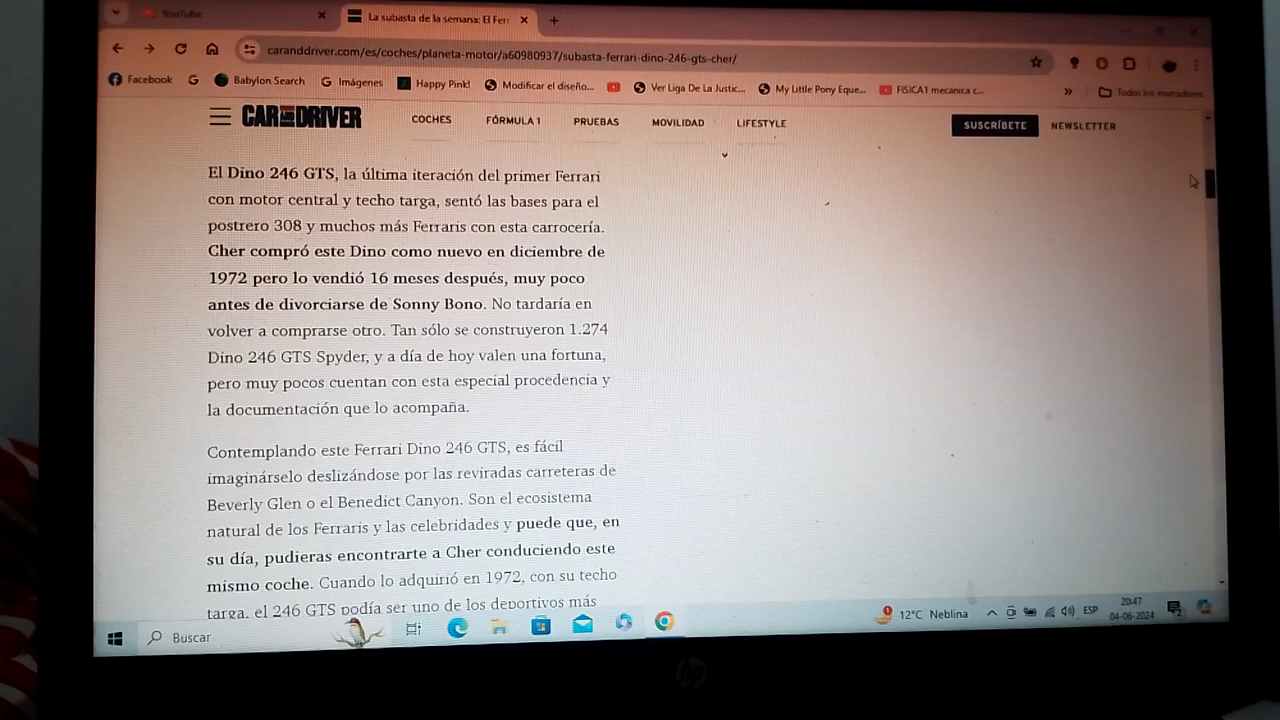 YouTube
La subasta de la semana: El Fer
caranddriver.com/es/coches/planeta-motor/a60980937/subasta-ferrari-dino-246-gts-cher/
Facebook
Babylon Search
Imágenes
Happy Pink!
Modificar el diseño...
Ver Liga De La Justic...
My Little Pony Eque...
FISICA1 mecanica c...
Todos los marcadores
CAR AND DRIVER
COCHES
FÓRMULA 1
PRUEBAS
MOVILIDAD
LIFESTYLE
SUSCRÍBETE
NEWSLETTER
El Dino 246 GTS, la última iteración del primer Ferrari
con motor central y techo targa, sentó las bases para el
postrero 308 y muchos más Ferraris con esta carrocería.
Cher compró este Dino como nuevo en diciembre de
1972 pero lo vendió 16 meses después, muy poco
antes de divorciarse de Sonny Bono. No tardaría en
volver a comprarse otro. Tan sólo se construyeron 1.274
Dino 246 GTS Spyder, y a día de hoy valen una fortuna,
pero muy pocos cuentan con esta especial procedencia y
la documentación que lo acompaña.
Contemplando este Ferrari Dino 246 GTS, es fácil
imaginárselo deslizándose por las reviradas carreteras de
Beverly Glen o el Benedict Canyon. Son el ecosistema
natural de los Ferraris y las celebridades y puede que, en
su día, pudieras encontrarte a Cher conduciendo este
mismo coche. Cuando lo adquirió en 1972, con su techo
targa, el 246 GTS podía ser uno de los deportivos más
Buscar
12°C Neblina
ESP
20:47
04-06-2024
hp